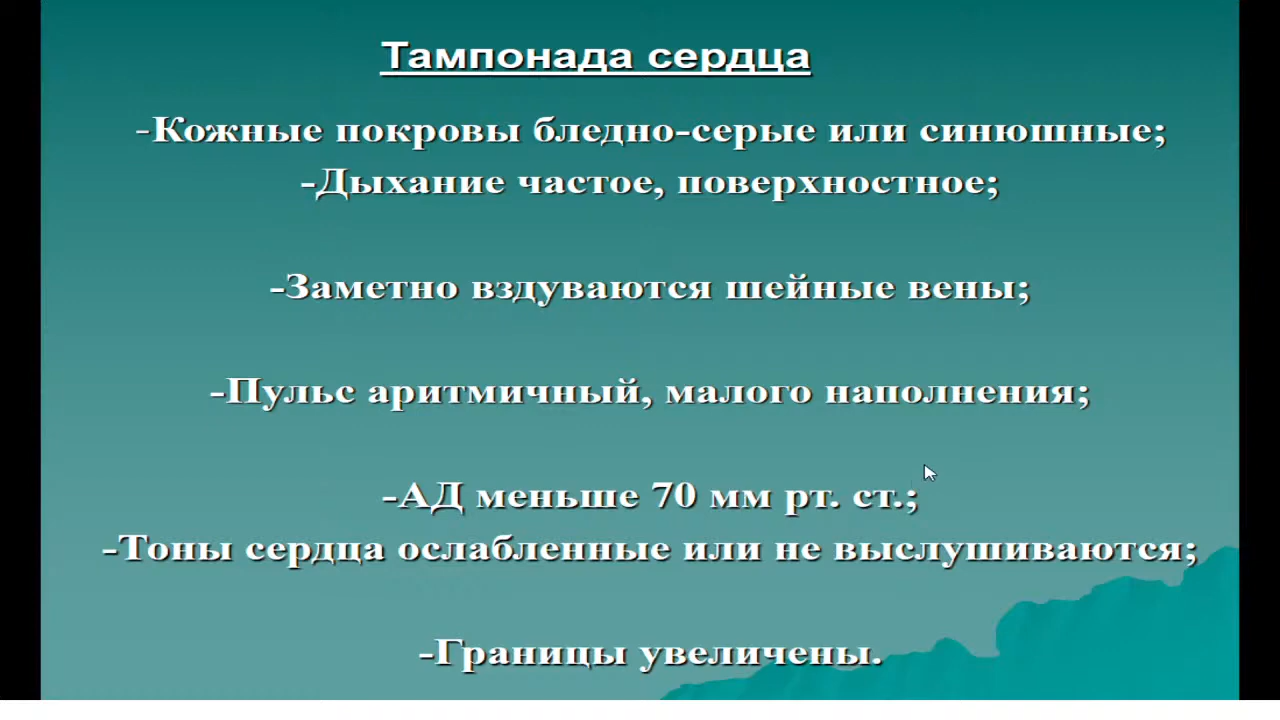 Тампонада сердца
-Кожные покровы бледно-серые или синюшные;
-Дыхание частое, поверхностное;
-Заметно вздуваются шейные вены;
-Пульс аритмичный, малого наполнения;
-АД меньше 70 мм рт. ст.;
-Тоны сердца ослабленные или не выслушиваются;
-Границы увеличены.